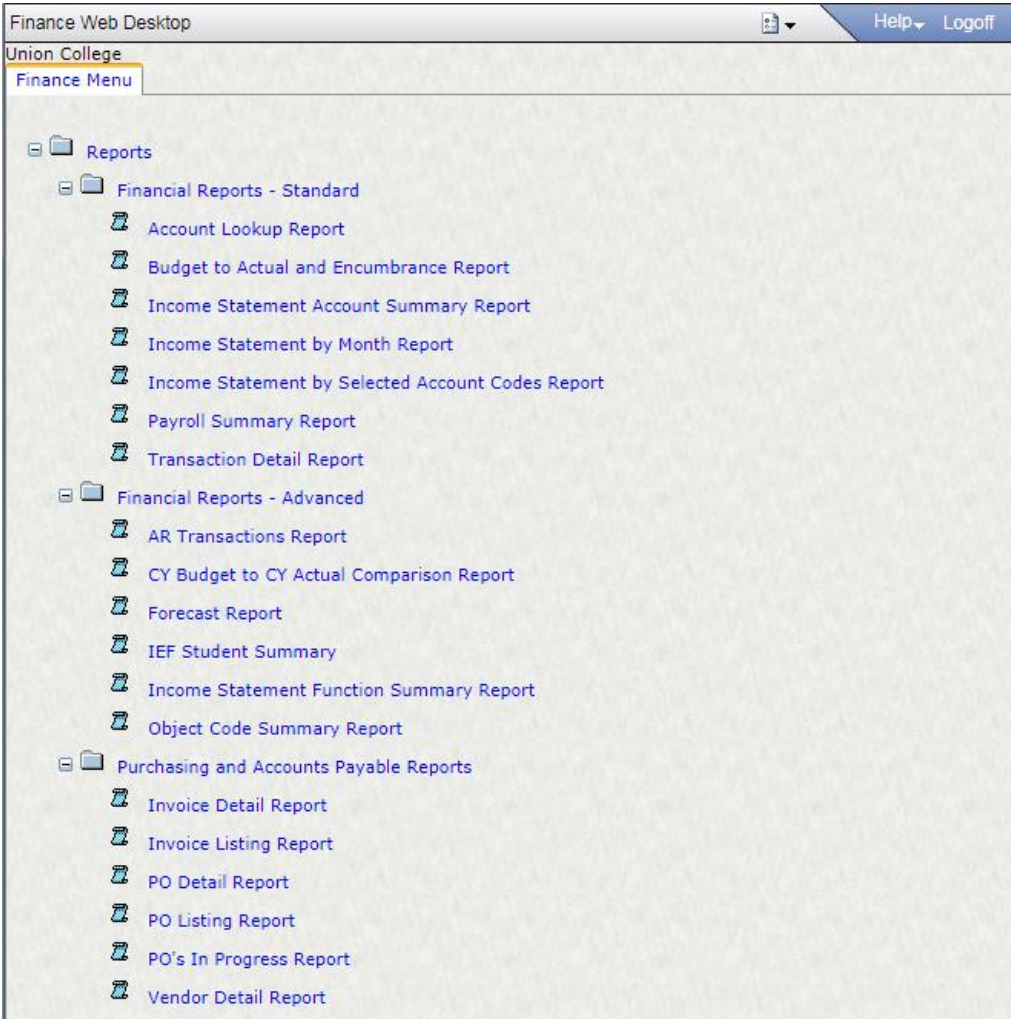 Finance Web Desktop Help Logoff
Union College
Finance Menu
Reports
Financial Reports - Standard
Account Lookup Report
Budget to Actual and Encumbrance Report
Income Statement Account Summary Report
Income Statement by Month Report
Income Statement by Selected Account Codes Report
Payroll Summary Report
Transaction Detail Report
Financial Reports - Advanced
AR Transactions Report
CY Budget to CY Actual Comparison Report
Forecast Report
IEF Student Summary
Income Statement Function Summary Report
Object Code Summary Report
Purchasing and Accounts Payable Reports
Invoice Detail Report
Invoice Listing Report
PO Detail Report
PO Listing Report
PO's In Progress Report
Vendor Detail Report